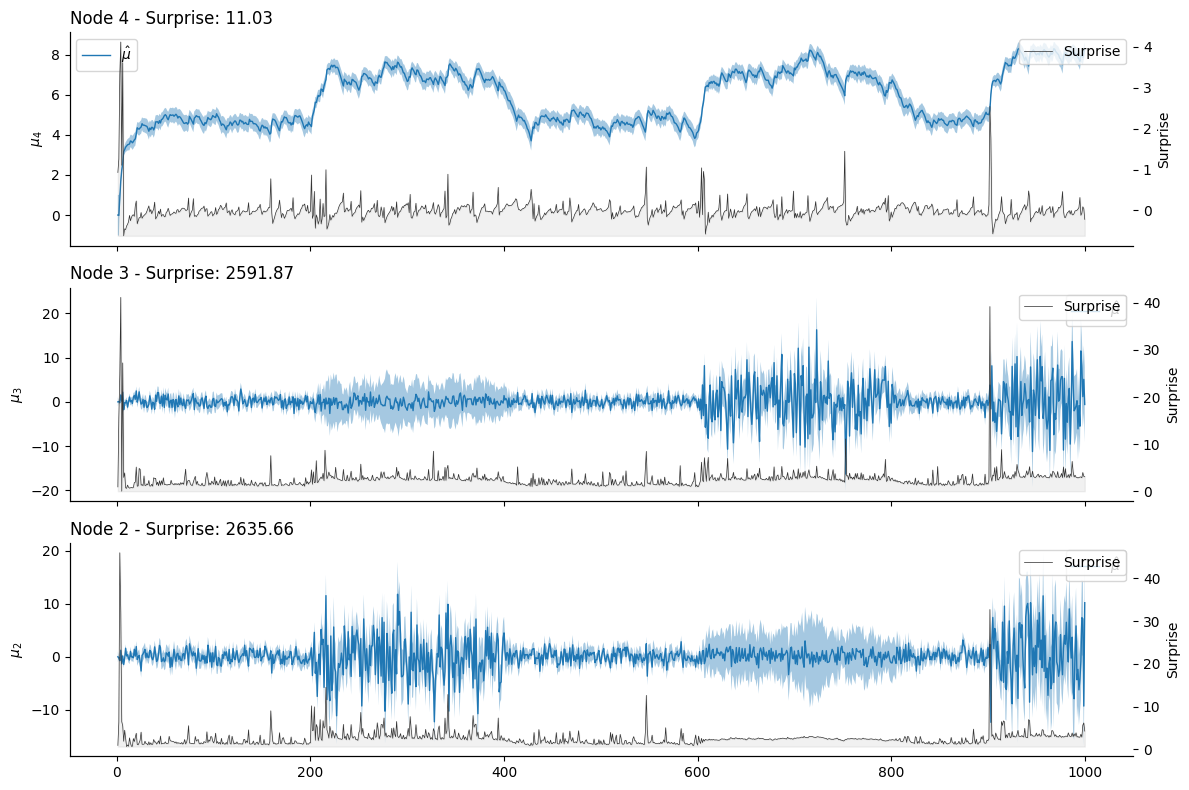 Node 4 - Surprise: 11.03
μ̂
Surprise
μ4
8
6
4
2
0
4
3
2
1
0
Surprise
Node 3 - Surprise: 2591.87
Surprise
μ̂
μ3
20
10
0
−10
−20
40
30
20
10
0
Surprise
Node 2 - Surprise: 2635.66
Surprise
μ̂
μ2
20
10
0
−10
40
30
20
10
0
Surprise
0 200 400 600 800 1000